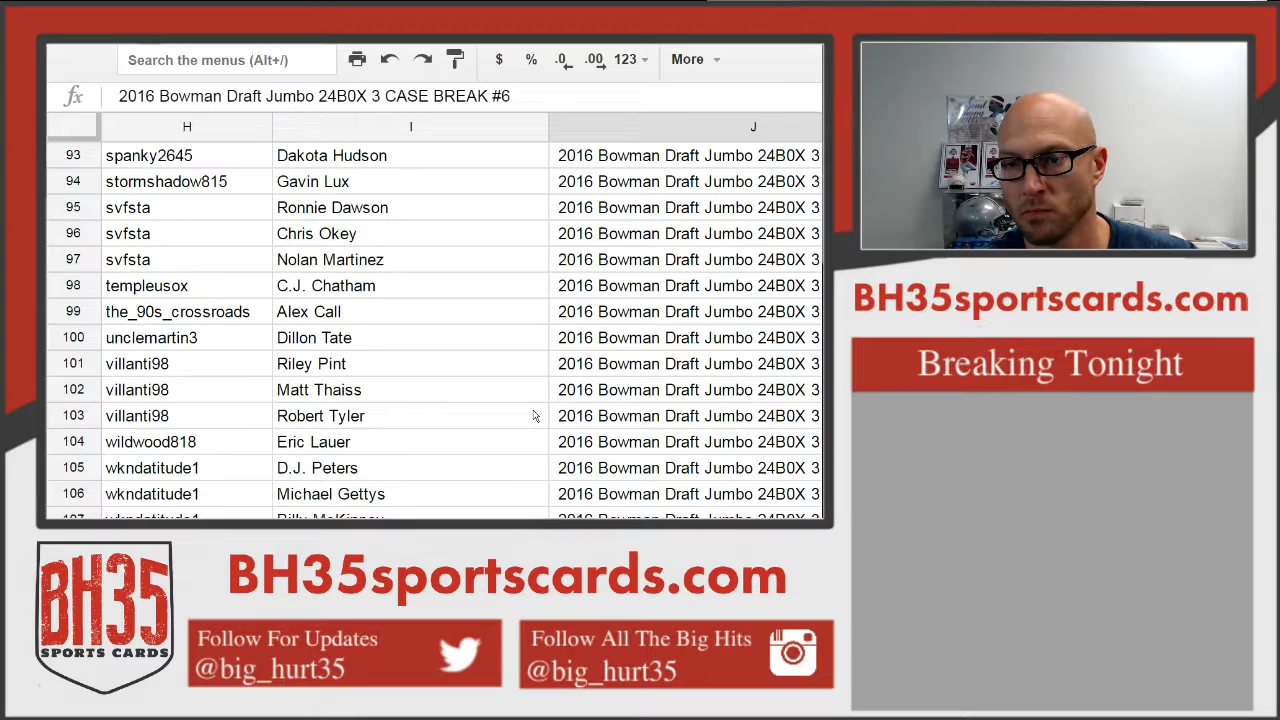 Search the menus (Alt+/)
$ % .0 .00 123 More
fx 2016 Bowman Draft Jumbo 24B0X 3 CASE BREAK #6
H I J
93 spanky2645 Dakota Hudson 2016 Bowman Draft Jumbo 24B0X 3
94 stormshadow815 Gavin Lux 2016 Bowman Draft Jumbo 24B0X 3
95 svfsta Ronnie Dawson 2016 Bowman Draft Jumbo 24B0X 3
96 svfsta Chris Okey 2016 Bowman Draft Jumbo 24B0X 3
97 svfsta Nolan Martinez 2016 Bowman Draft Jumbo 24B0X 3
98 templeusox C.J. Chatham 2016 Bowman Draft Jumbo 24B0X 3
99 the_90s_crossroads Alex Call 2016 Bowman Draft Jumbo 24B0X 3
100 unclemartin3 Dillon Tate 2016 Bowman Draft Jumbo 24B0X 3
101 villanti98 Riley Pint 2016 Bowman Draft Jumbo 24B0X 3
102 villanti98 Matt Thaiss 2016 Bowman Draft Jumbo 24B0X 3
103 villanti98 Robert Tyler 2016 Bowman Draft Jumbo 24B0X 3
104 wildwood818 Eric Lauer 2016 Bowman Draft Jumbo 24B0X 3
105 wkndatitude1 D.J. Peters 2016 Bowman Draft Jumbo 24B0X 3
106 wkndatitude1 Michael Gettys 2016 Bowman Draft Jumbo 24B0X 3
BH35sportscards.com
Breaking Tonight
BH35
SPORTS CARDS
BH35sportscards.com
Follow For Updates
@big_hurt35
Follow All The Big Hits
@big_hurt35